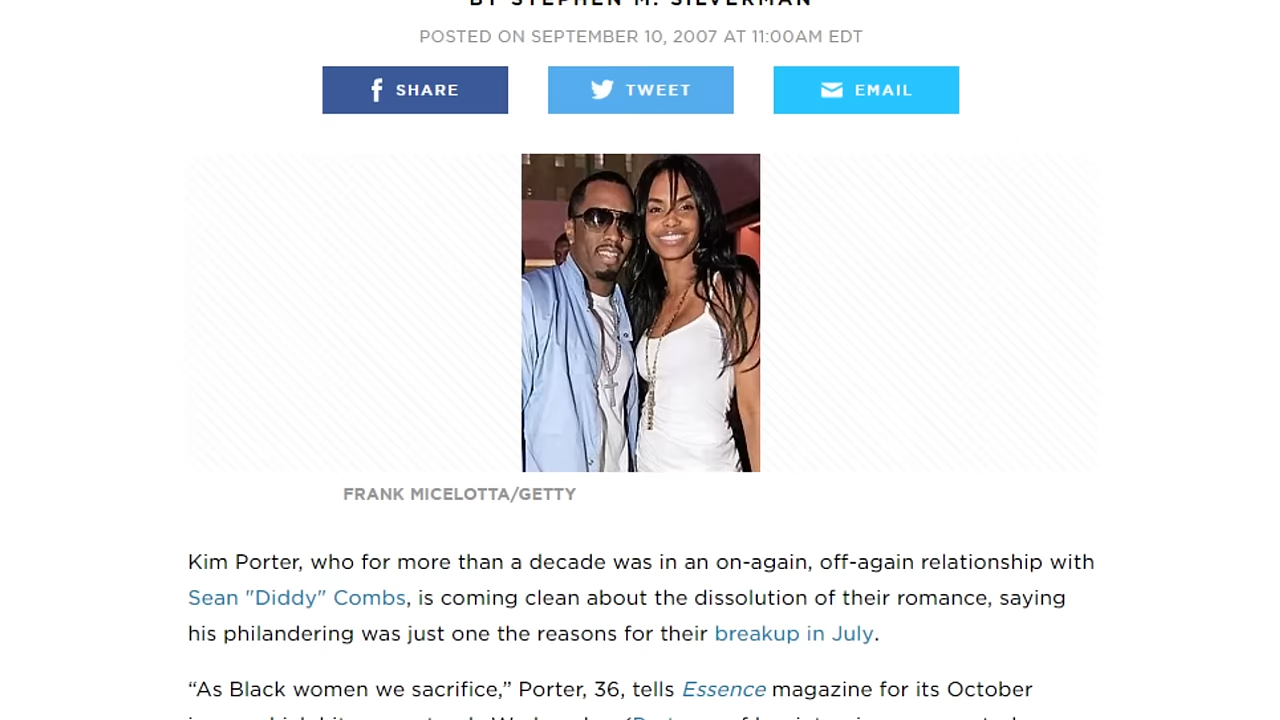 BY STEPHEN M. SILVERMAN
POSTED ON SEPTEMBER 10, 2007 AT 11:00AM EDT
SHARE
TWEET
EMAIL
FRANK MICELOTTA/GETTY
Kim Porter, who for more than a decade was in an on-again, off-again relationship with
Sean "Diddy" Combs, is coming clean about the dissolution of their romance, saying
his philandering was just one the reasons for their breakup in July.
“As Black women we sacrifice,” Porter, 36, tells Essence magazine for its October